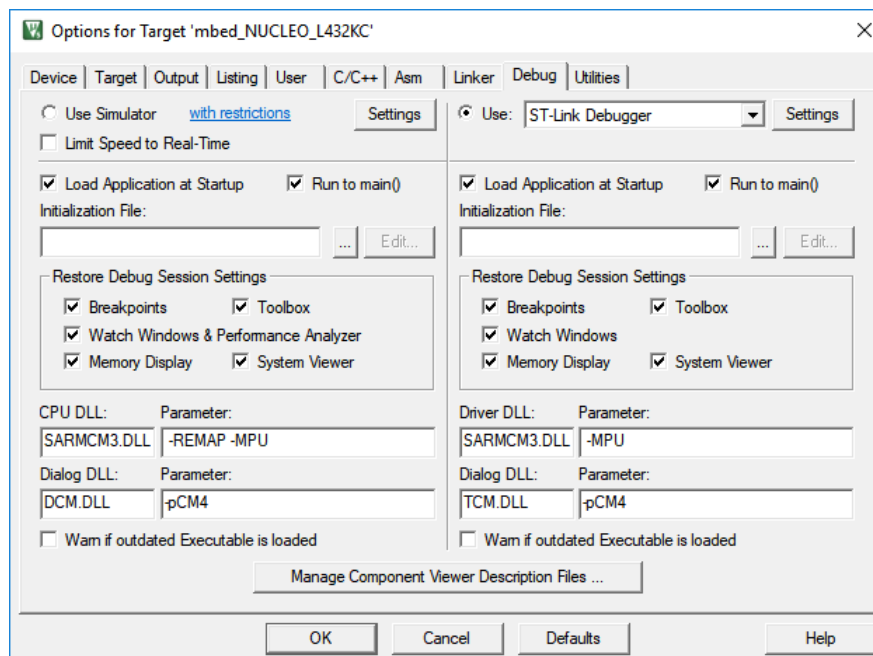 Options for Target 'mbed_NUCLEO_L432KC'
Device Target Output Listing User C/C++ Asm Linker Debug Utilities
Use Simulator with restrictions Settings
Limit Speed to Real-Time
Use: ST-Link Debugger Settings
Load Application at Startup Run to main()
Initialization File:
... Edit...
Restore Debug Session Settings
Breakpoints Toolbox
Watch Windows & Performance Analyzer
Memory Display System Viewer
CPU DLL: Parameter:
SARMCM3.DLL -REMAP -MPU
Dialog DLL: Parameter:
DCM.DLL -pCM4
Warn if outdated Executable is loaded
Load Application at Startup Run to main()
Initialization File:
... Edit...
Restore Debug Session Settings
Breakpoints Toolbox
Watch Windows
Memory Display System Viewer
Driver DLL: Parameter:
SARMCM3.DLL -MPU
Dialog DLL: Parameter:
TCM.DLL -pCM4
Warn if outdated Executable is loaded
Manage Component Viewer Description Files ...
OK Cancel Defaults Help